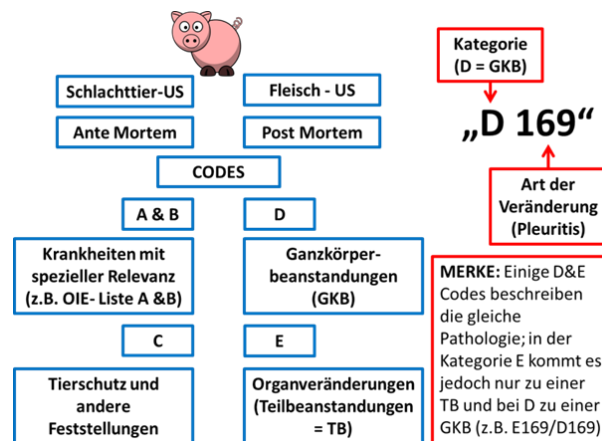 Schlachttier-US
Fleisch - US
Ante Mortem
Post Mortem
CODES
A & B
D
Krankheiten mit
spezieller Relevanz
(z.B. OIE- Liste A &B)
Ganzkörper-
beanstandungen
(GKB)
C
E
Tierschutz und
andere
Feststellungen
Organveränderungen
(Teilbeanstandungen
= TB)
Kategorie
(D = GKB)
„D 169“
Art der
Veränderung
(Pleuritis)
MERKE: Einige D&E
Codes beschreiben
die gleiche
Pathologie; in der
Kategorie E kommt es
jedoch nur zu einer
TB und bei D zu einer
GKB (z.B. E169/D169)